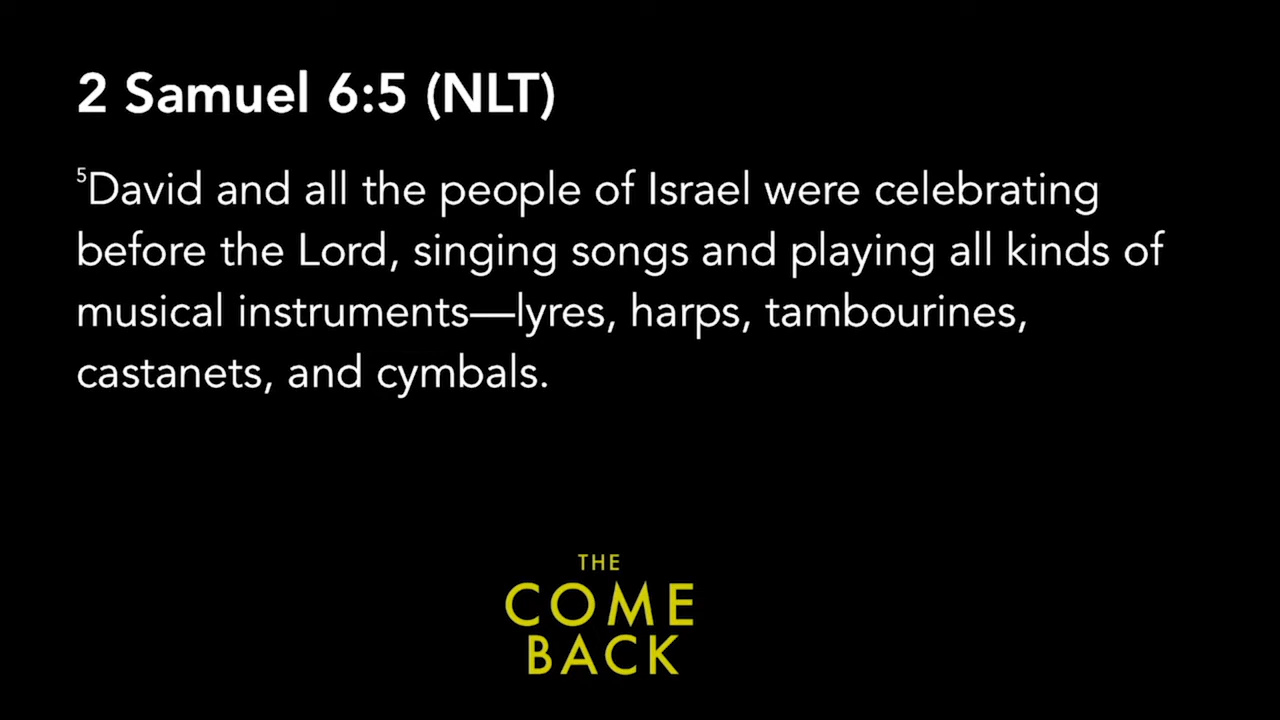 2 Samuel 6:5 (NLT)
5David and all the people of Israel were celebrating
before the Lord, singing songs and playing all kinds of
musical instruments—lyres, harps, tambourines,
castanets, and cymbals.
THE
COME
BACK